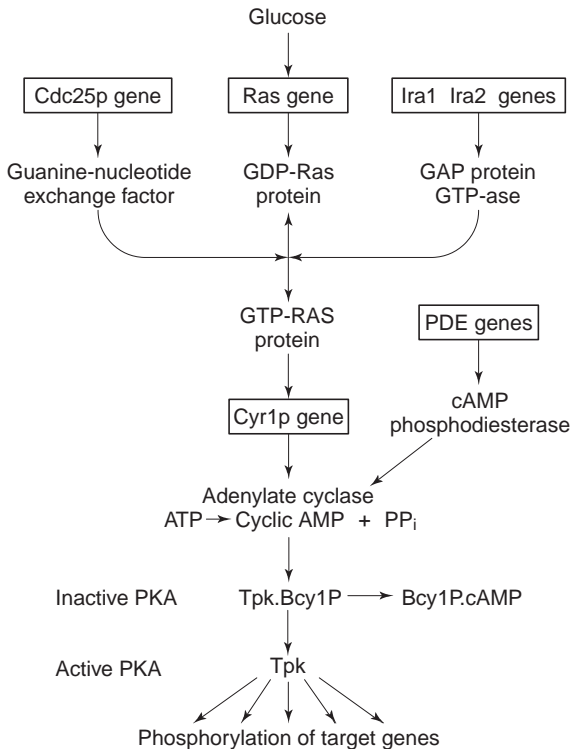 Glucose
Cdc25p gene
Ras gene
Ira1 Ira2 genes
Guanine-nucleotide
exchange factor
GDP-Ras
protein
GAP protein
GTP-ase
GTP-RAS
protein
PDE genes
Cyr1p gene
cAMP
phosphodiesterase
Adenylate cyclase
ATP → Cyclic AMP + PPi
Inactive PKA
Tpk.Bcy1P → Bcy1P.cAMP
Active PKA
Tpk
Phosphorylation of target genes